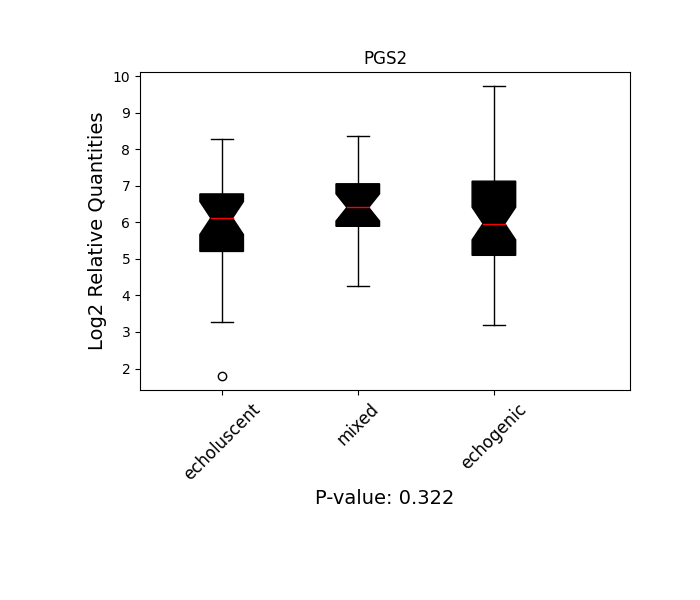 PGS2
10
9
8
7
6
5
4
3
2
Log2 Relative Quantities
echoluscent
mixed
echogenic
P-value: 0.322